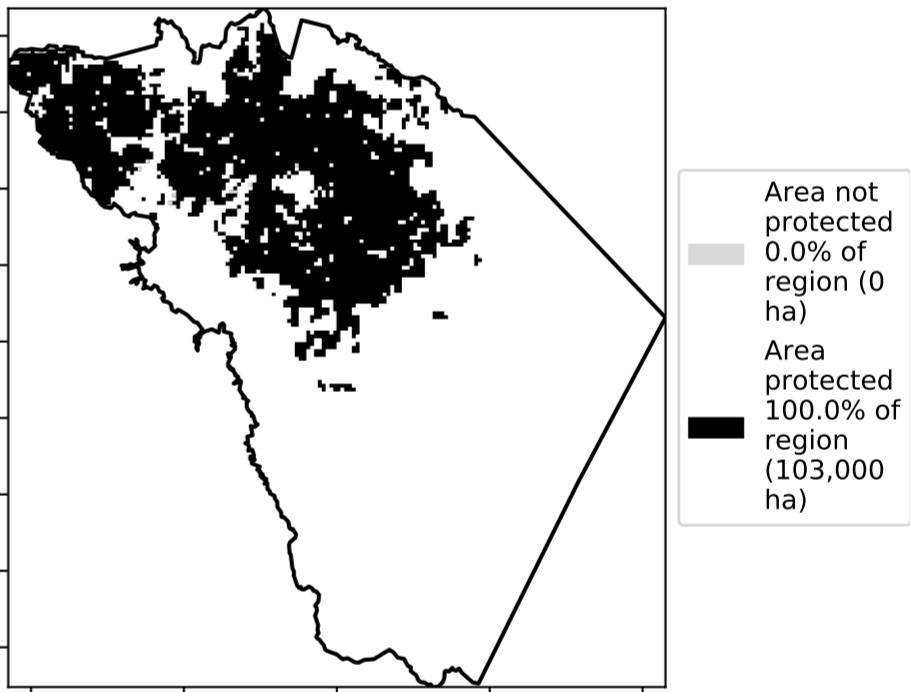 Area not
protected
0.0% of
region (0
ha)
Area
protected
100.0% of
region
(103,000
ha)